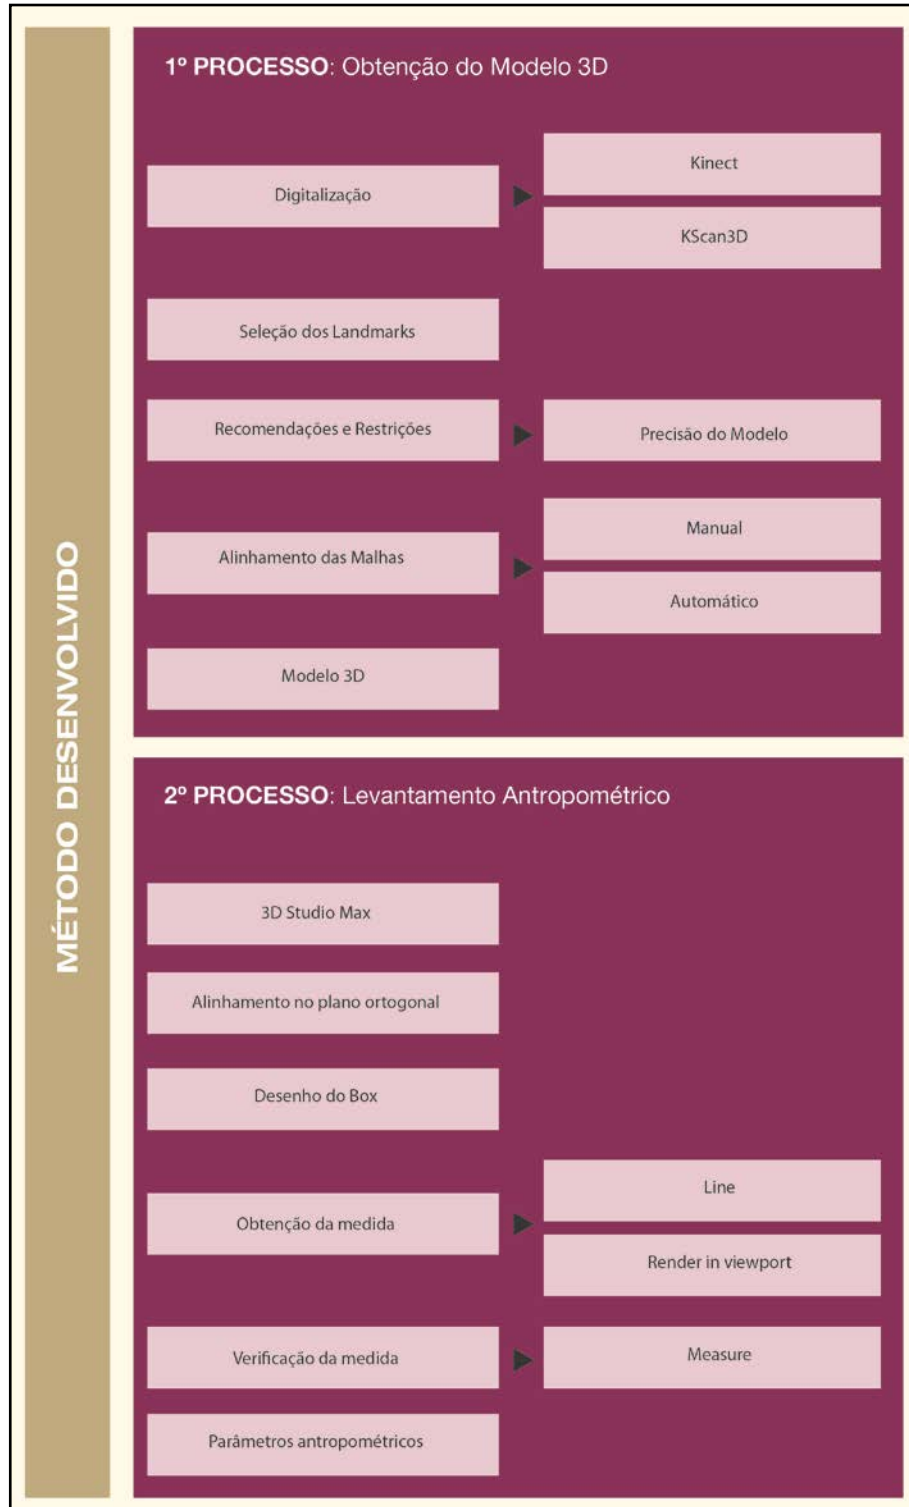 MÉTODO DESENVOLVIDO
1º PROCESSO: Obtenção do Modelo 3D
Digitalização
Kinect
KScan3D
Seleção dos Landmarks
Recomendações e Restrições
Precisão do Modelo
Alinhamento das Malhas
Manual
Automático
Modelo 3D
2º PROCESSO: Levantamento Antropométrico
3D Studio Max
Alinhamento no plano ortogonal
Desenho do Box
Obtenção da medida
Line
Render in viewport
Verificação da medida
Measure
Parâmetros antropométricos